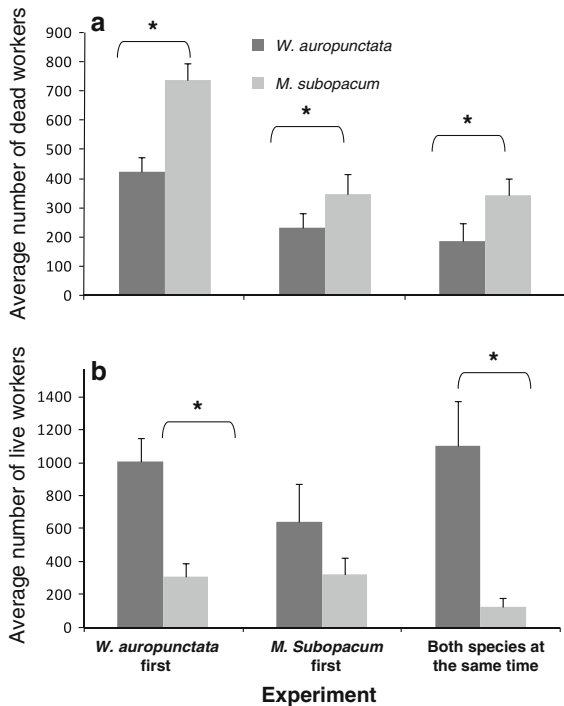 a
Average number of dead workers
900
800
700
600
500
400
300
200
100
0
W. auropunctata
M. subopacum
*
*
*
b
Average number of live workers
1400
1200
1000
800
600
400
200
0
*
*
W. auropunctata
first
M. Subopacum
first
Both species at
the same time
Experiment